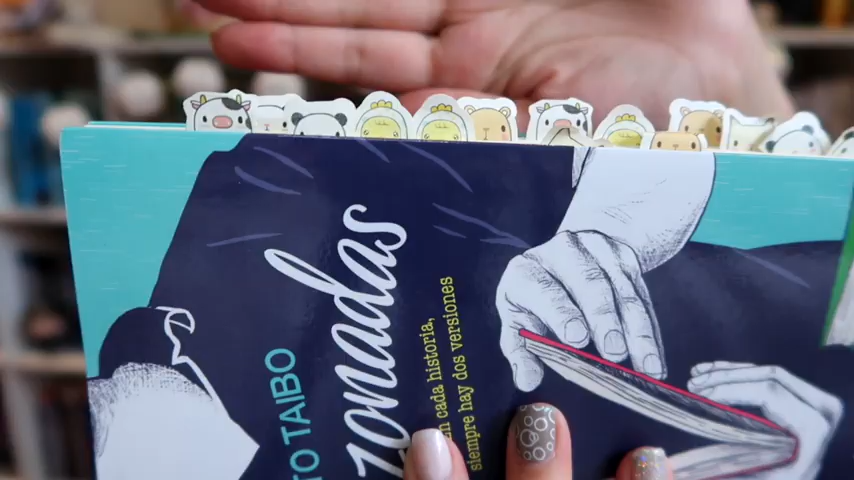 TO TAIBO
zonadas
en cada historia,
siempre hay dos versiones